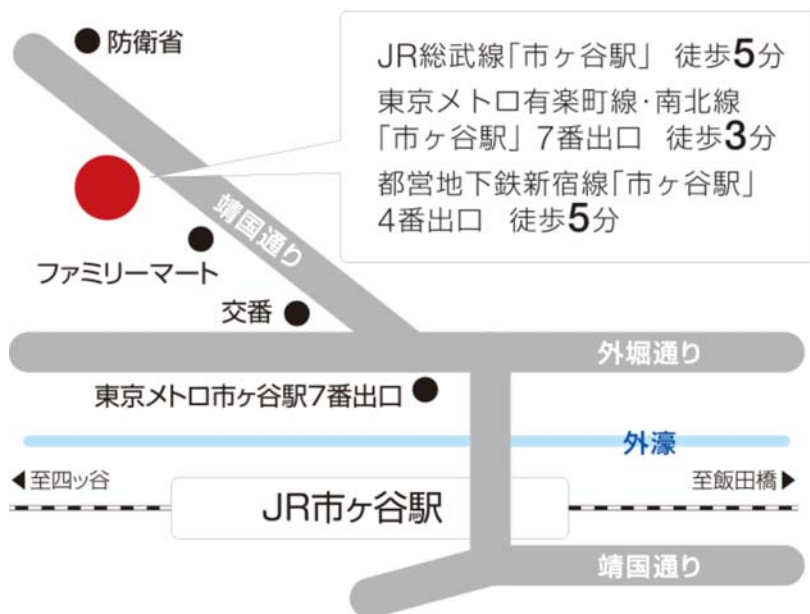 防衛省
JR総武線「市ヶ谷駅」 徒歩5分
東京メトロ有楽町線・南北線
「市ヶ谷駅」 7番出口 徒歩3分
都営地下鉄新宿線「市ヶ谷駅」
4番出口 徒歩5分
靖国通り
ファミリーマート
交番
外堀通り
東京メトロ市ヶ谷駅7番出口
外濠
◀至四ッ谷
至飯田橋▶
JR市ヶ谷駅
靖国通り